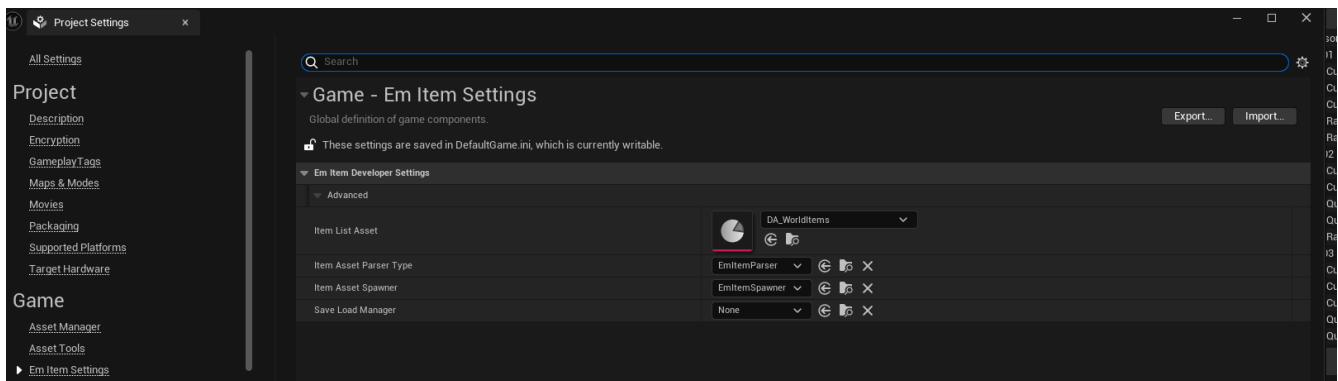 Project Settings
All Settings
Project
Description
Encryption
GameplayTags
Maps & Modes
Movies
Packaging
Supported Platforms
Target Hardware
Game
Asset Manager
Asset Tools
Em Item Settings
Search
Game - Em Item Settings
Global definition of game components.
Export...
Import...
These settings are saved in DefaultGame.ini, which is currently writable.
Em Item Developer Settings
Advanced
Item List Asset
DA_WorldItems
Item Asset Parser Type
EmItemParser
Item Asset Spawner
EmItemSpawner
Save Load Manager
None